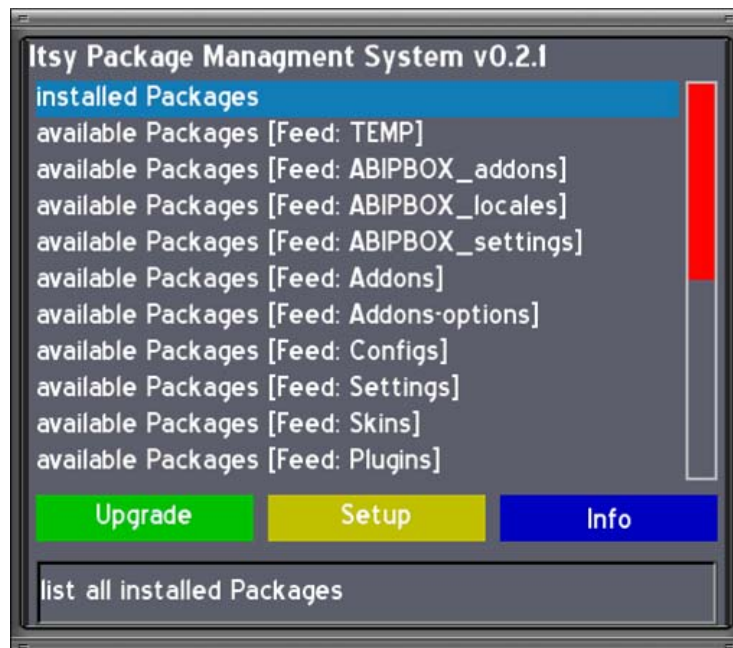 Itsy Package Managment System v0.2.1
installed Packages
available Packages [Feed: TEMP]
available Packages [Feed: ABIPBOX_addons]
available Packages [Feed: ABIPBOX_locales]
available Packages [Feed: ABIPBOX_settings]
available Packages [Feed: Addons]
available Packages [Feed: Addons-options]
available Packages [Feed: Configs]
available Packages [Feed: Settings]
available Packages [Feed: Skins]
available Packages [Feed: Plugins]
Upgrade Setup Info
list all installed Packages